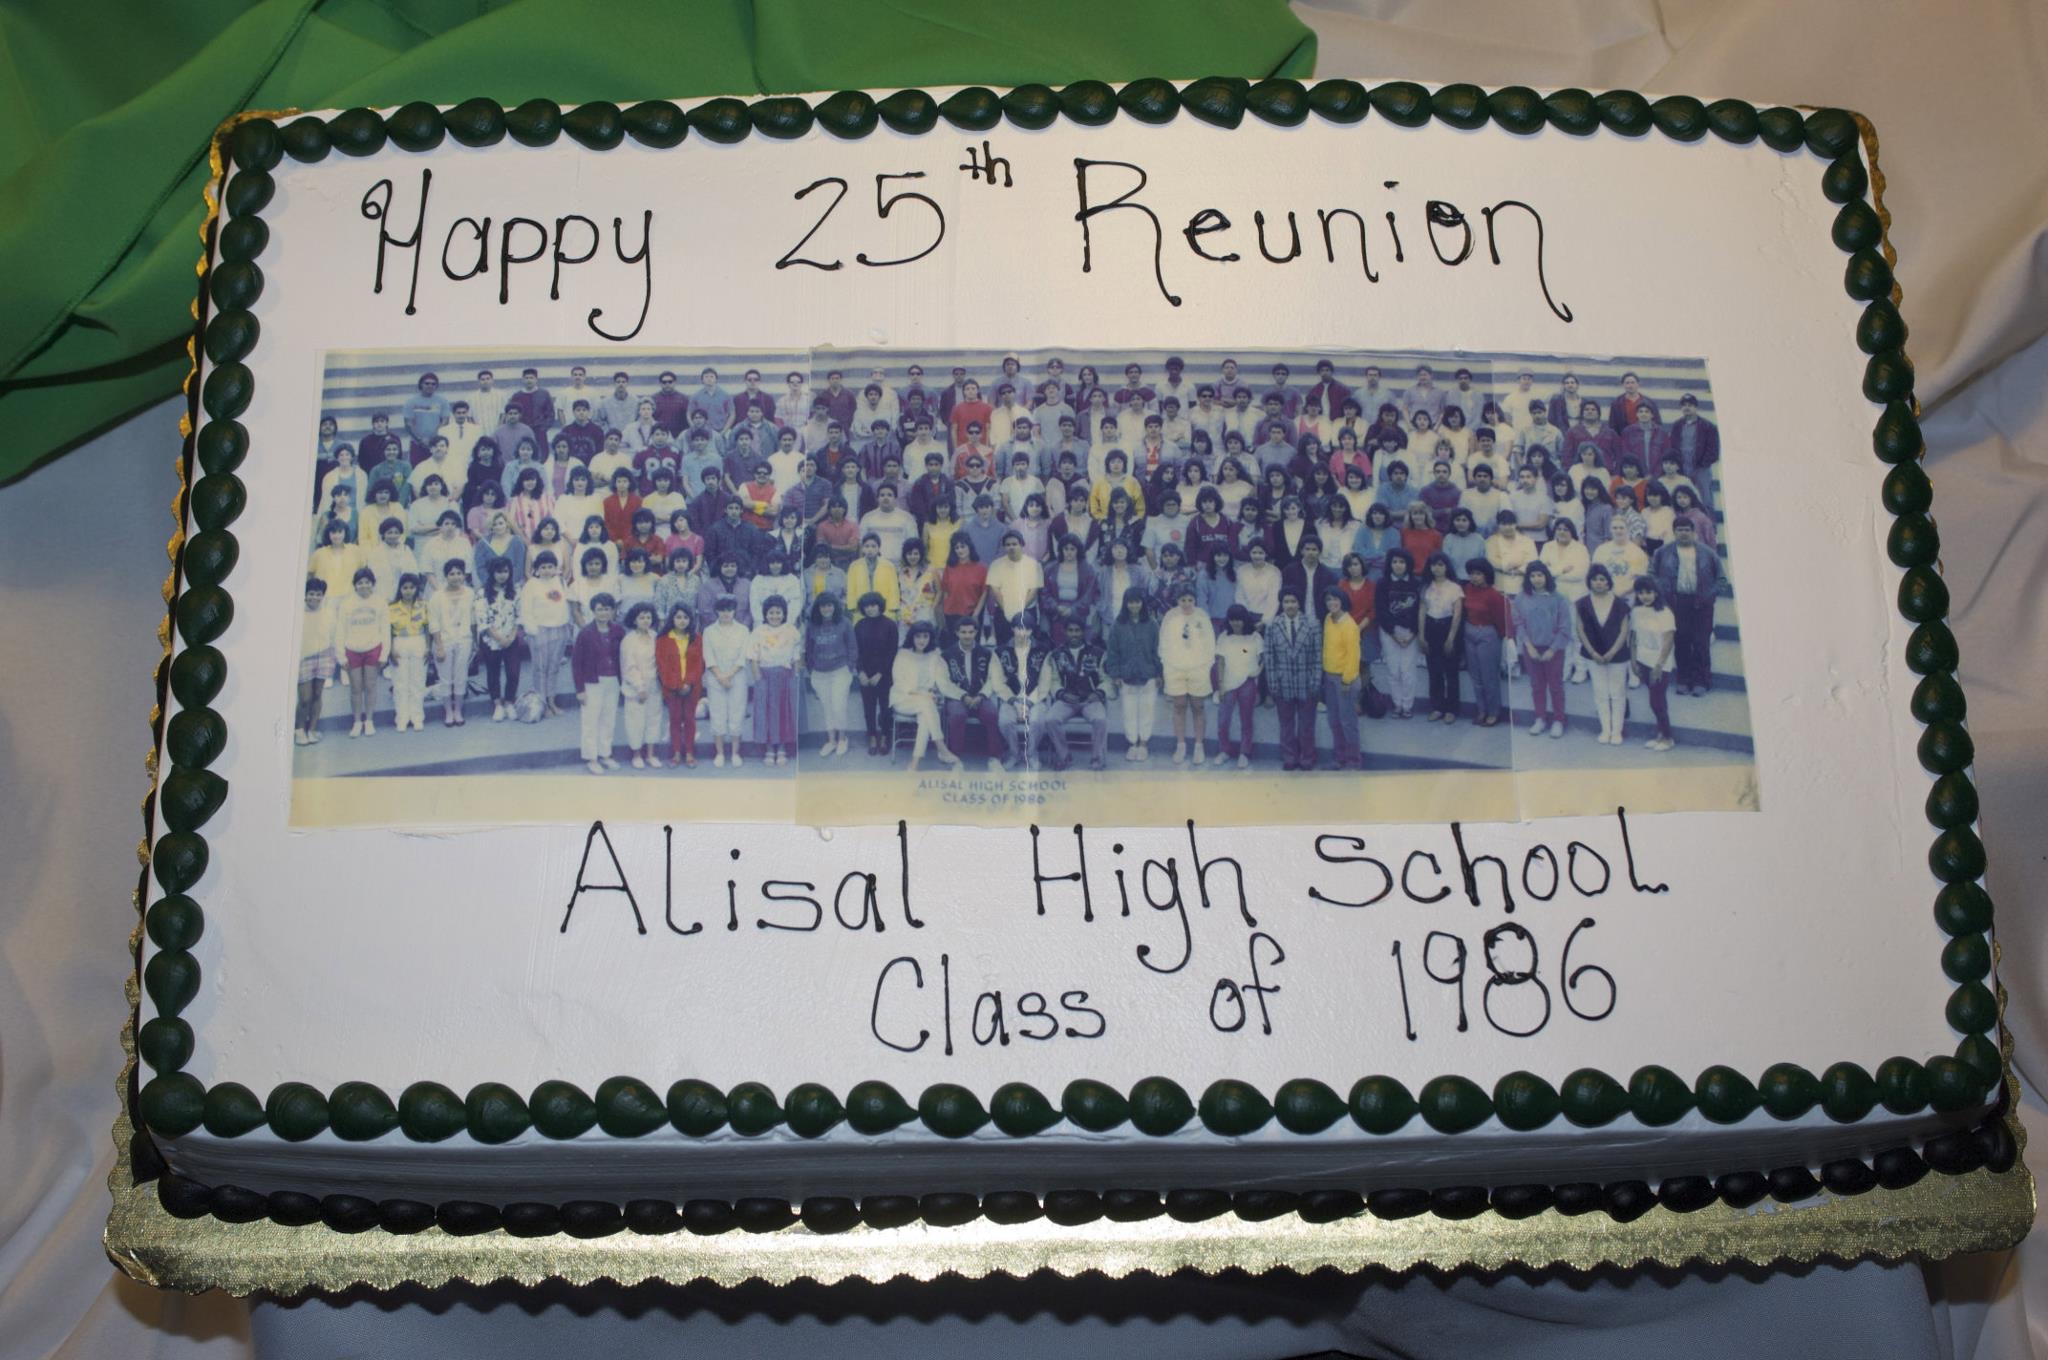 Happy 25th Reunion
ALISAL HIGH SCHOOL
CLASS OF 1986
Alisal High School
Class of 1986